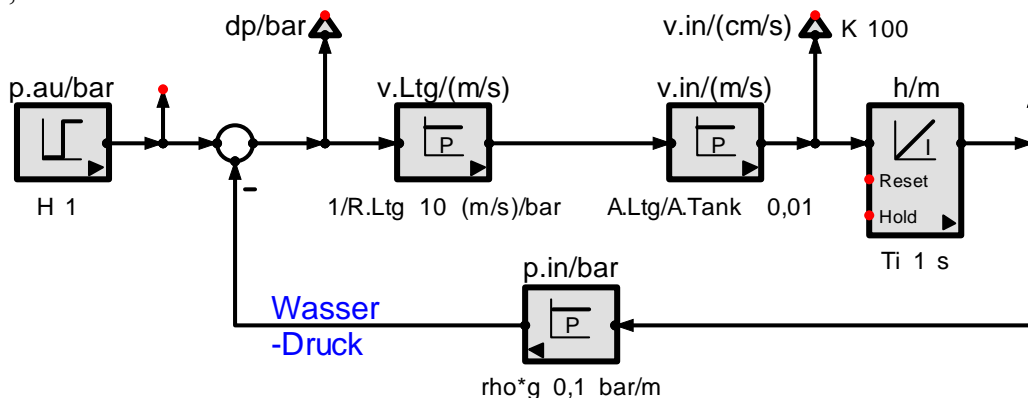 dp/bar
v.in/(cm/s)
K 100
p.au/bar
v.Ltg/(m/s)
v.in/(m/s)
h/m
P
P
I
Reset
Hold
-
H 1
1/R.Ltg 10 (m/s)/bar
A.Ltg/A.Tank 0,01
Ti 1 s
p.in/bar
Wasser
-Druck
P
rho*g 0,1 bar/m